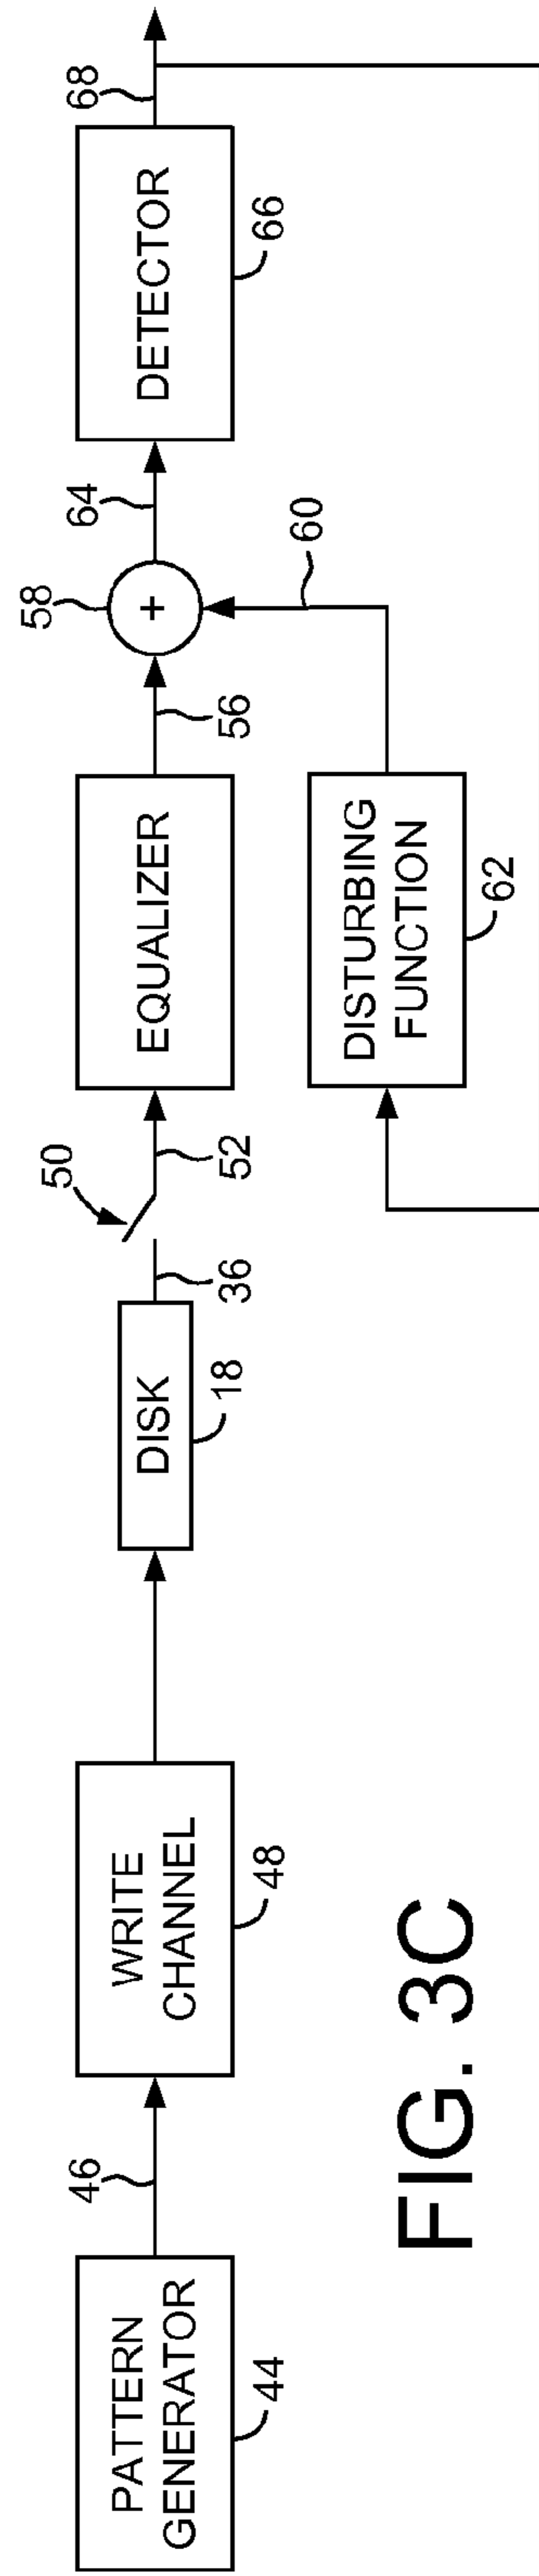 PATTERN
GENERATOR
44
46
WRITE
CHANNEL
48
DISK
18
36
50
52
EQUALIZER
56
58
+
60
DISTURBING
FUNCTION
62
64
DETECTOR
66
68
FIG. 3C